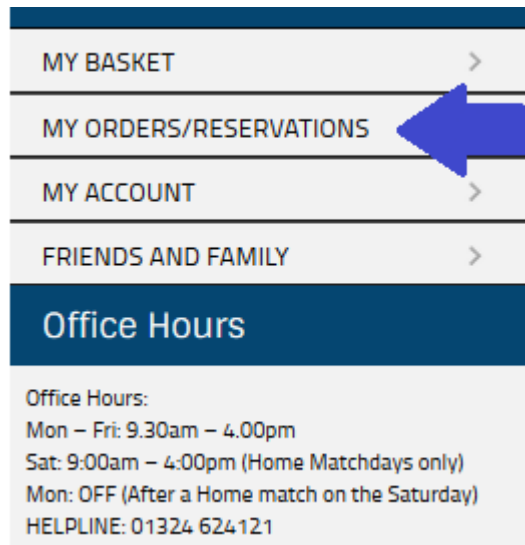 MY BASKET
MY ORDERS/RESERVATIONS
MY ACCOUNT
FRIENDS AND FAMILY
Office Hours
Office Hours:
Mon – Fri: 9.30am – 4.00pm
Sat: 9:00am – 4:00pm (Home Matchdays only)
Mon: OFF (After a Home match on the Saturday)
HELPLINE: 01324 624121